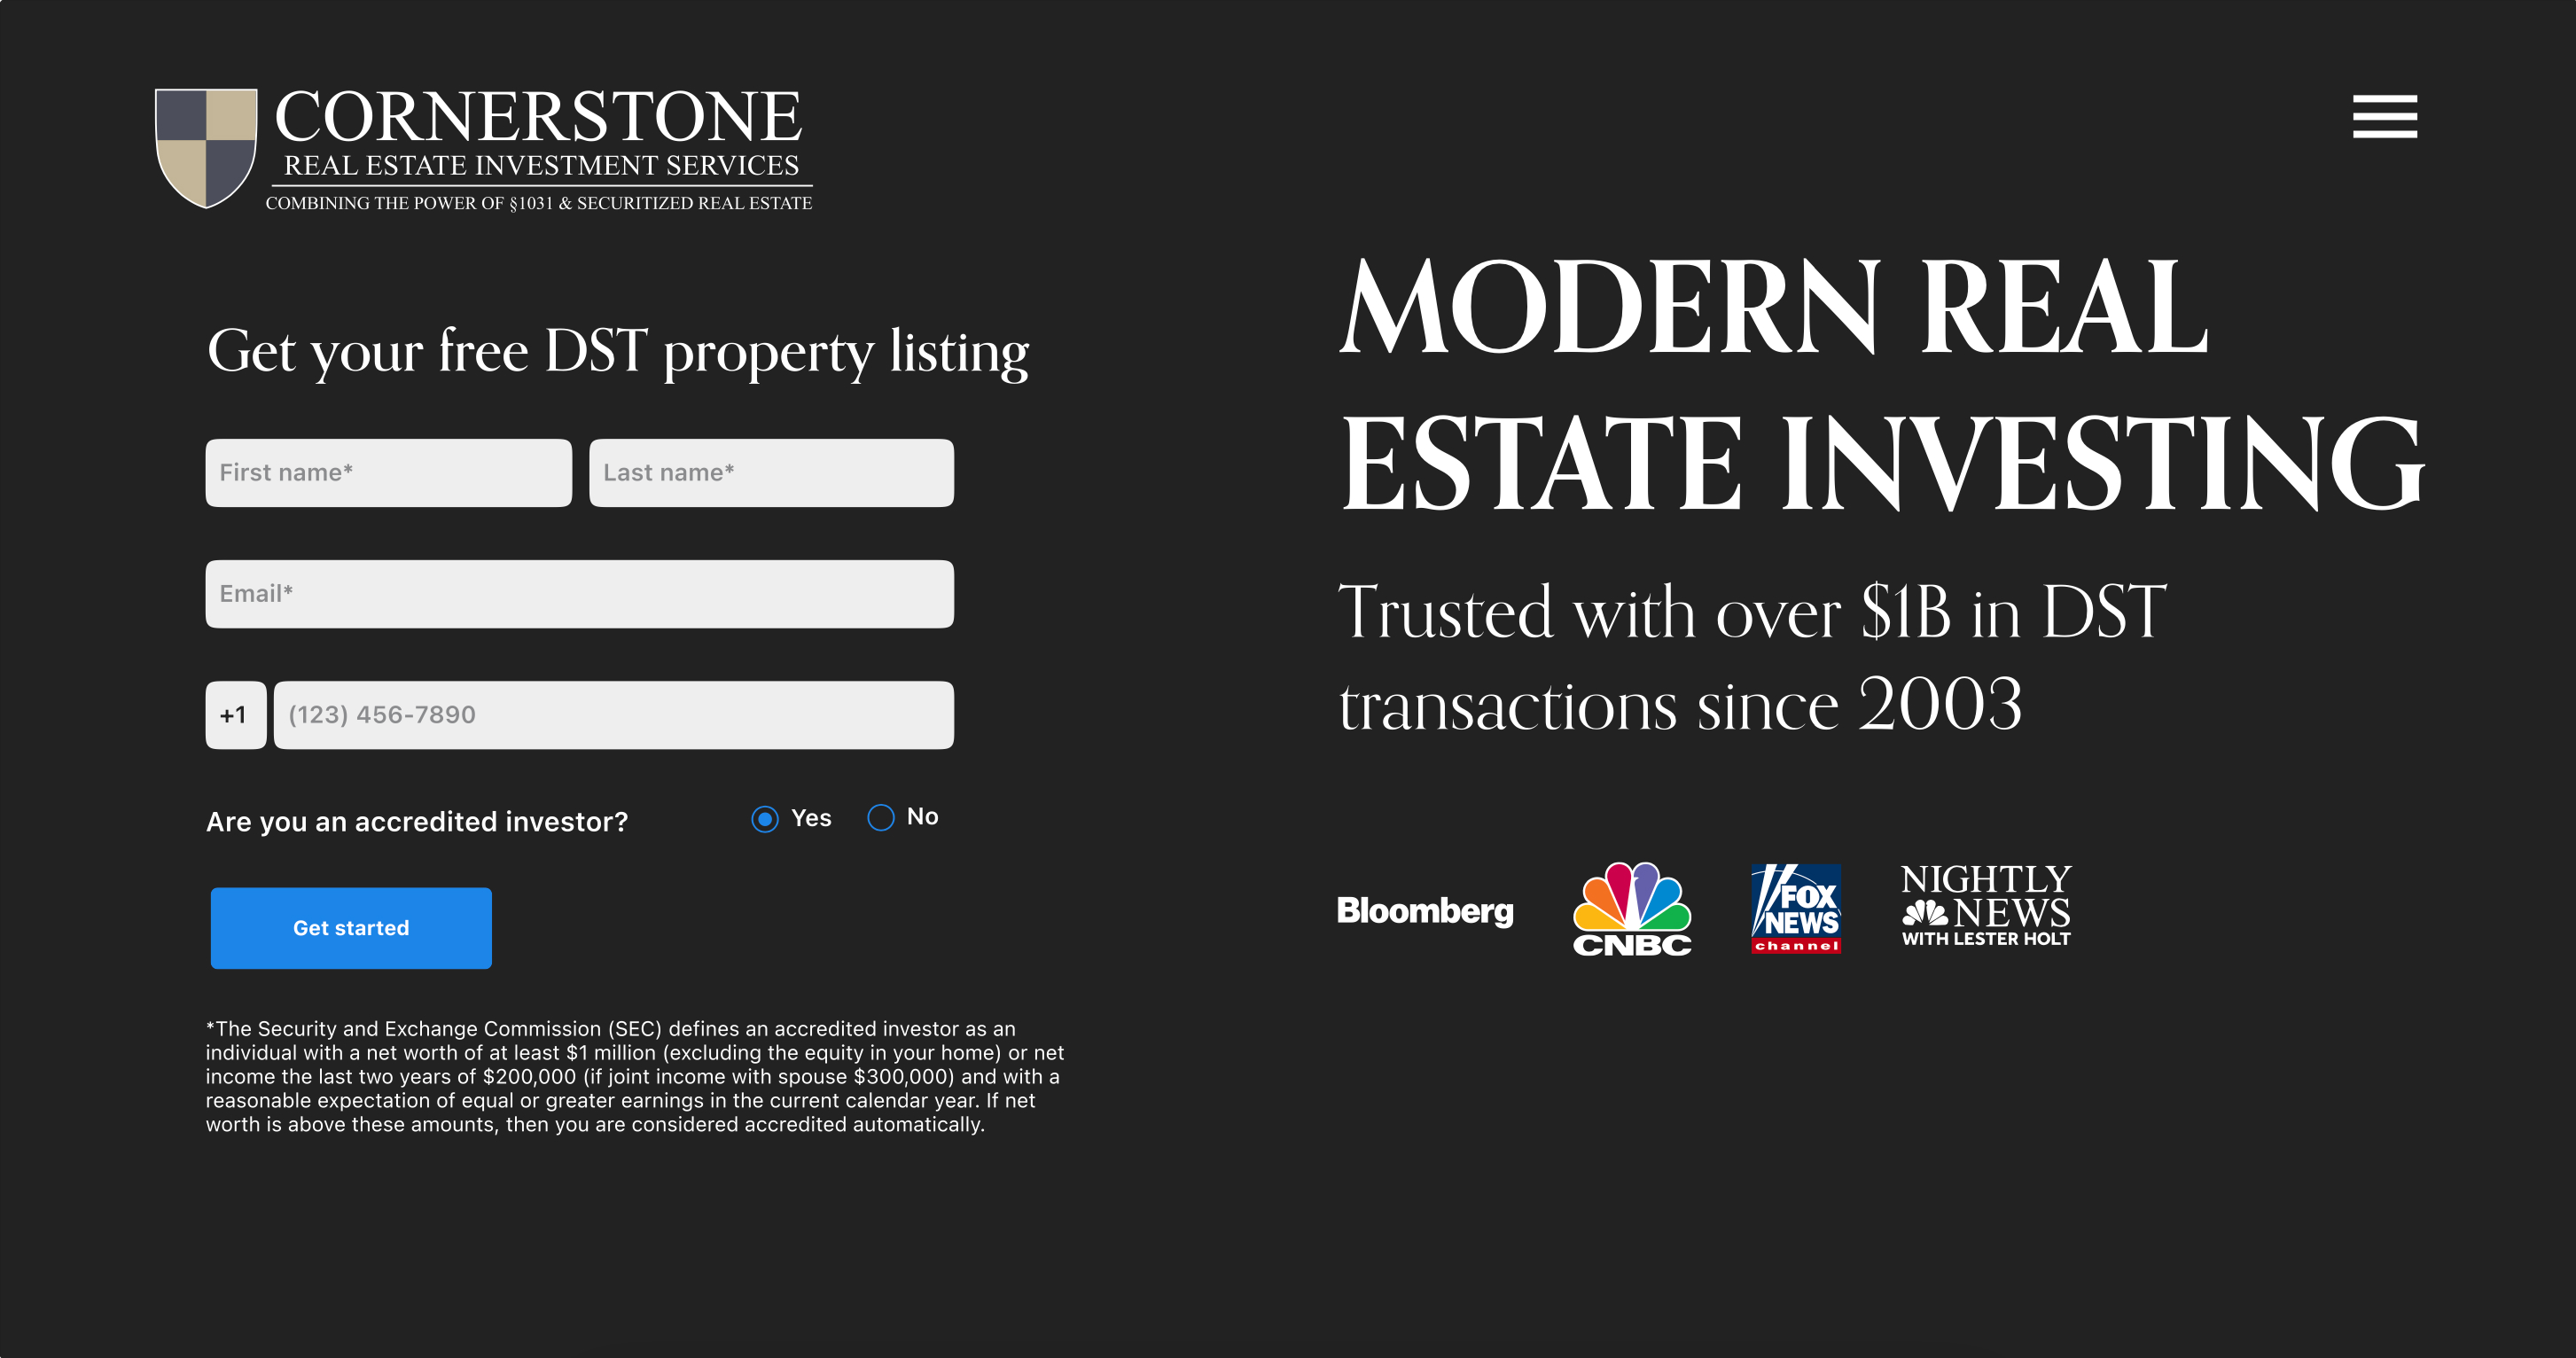 CORNERSTONE
REAL ESTATE INVESTMENT SERVICES
COMBINING THE POWER OF §1031 & SECURITIZED REAL ESTATE
Get your free DST property listing
First name* Last name*
Email*
+1 (123) 456-7890
Are you an accredited investor? Yes No
Get started
*The Security and Exchange Commission (SEC) defines an accredited investor as an
individual with a net worth of at least $1 million (excluding the equity in your home) or net
income the last two years of $200,000 (if joint income with spouse $300,000) and with a
reasonable expectation of equal or greater earnings in the current calendar year. If net
worth is above these amounts, then you are considered accredited automatically.
MODERN REAL
ESTATE INVESTING
Trusted with over $1B in DST
transactions since 2003
Bloomberg
CNBC
FOX
NEWS
channel
NIGHTLY
NEWS
WITH LESTER HOLT